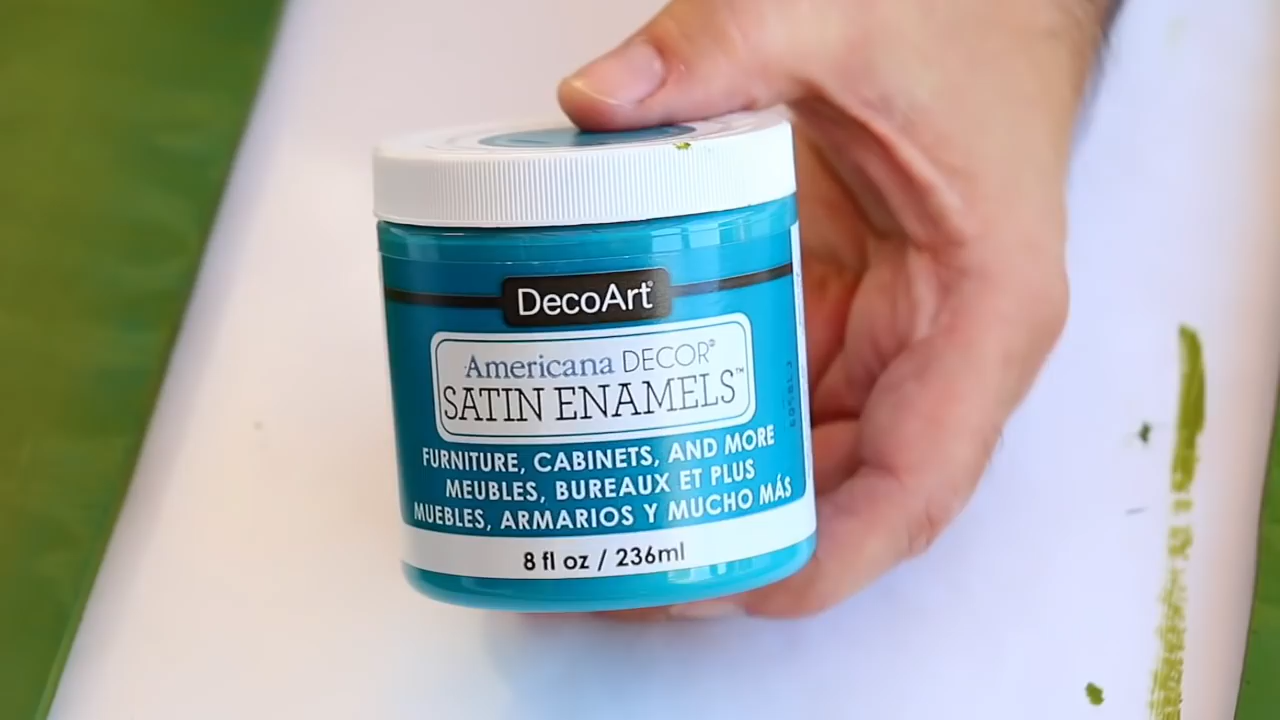 DecoArt®
Americana DECOR®
SATIN ENAMELS™
FURNITURE, CABINETS, AND MORE
MEUBLES, BUREAUX ET PLUS
MUEBLES, ARMARIOS Y MUCHO MÁS
8 fl oz / 236ml